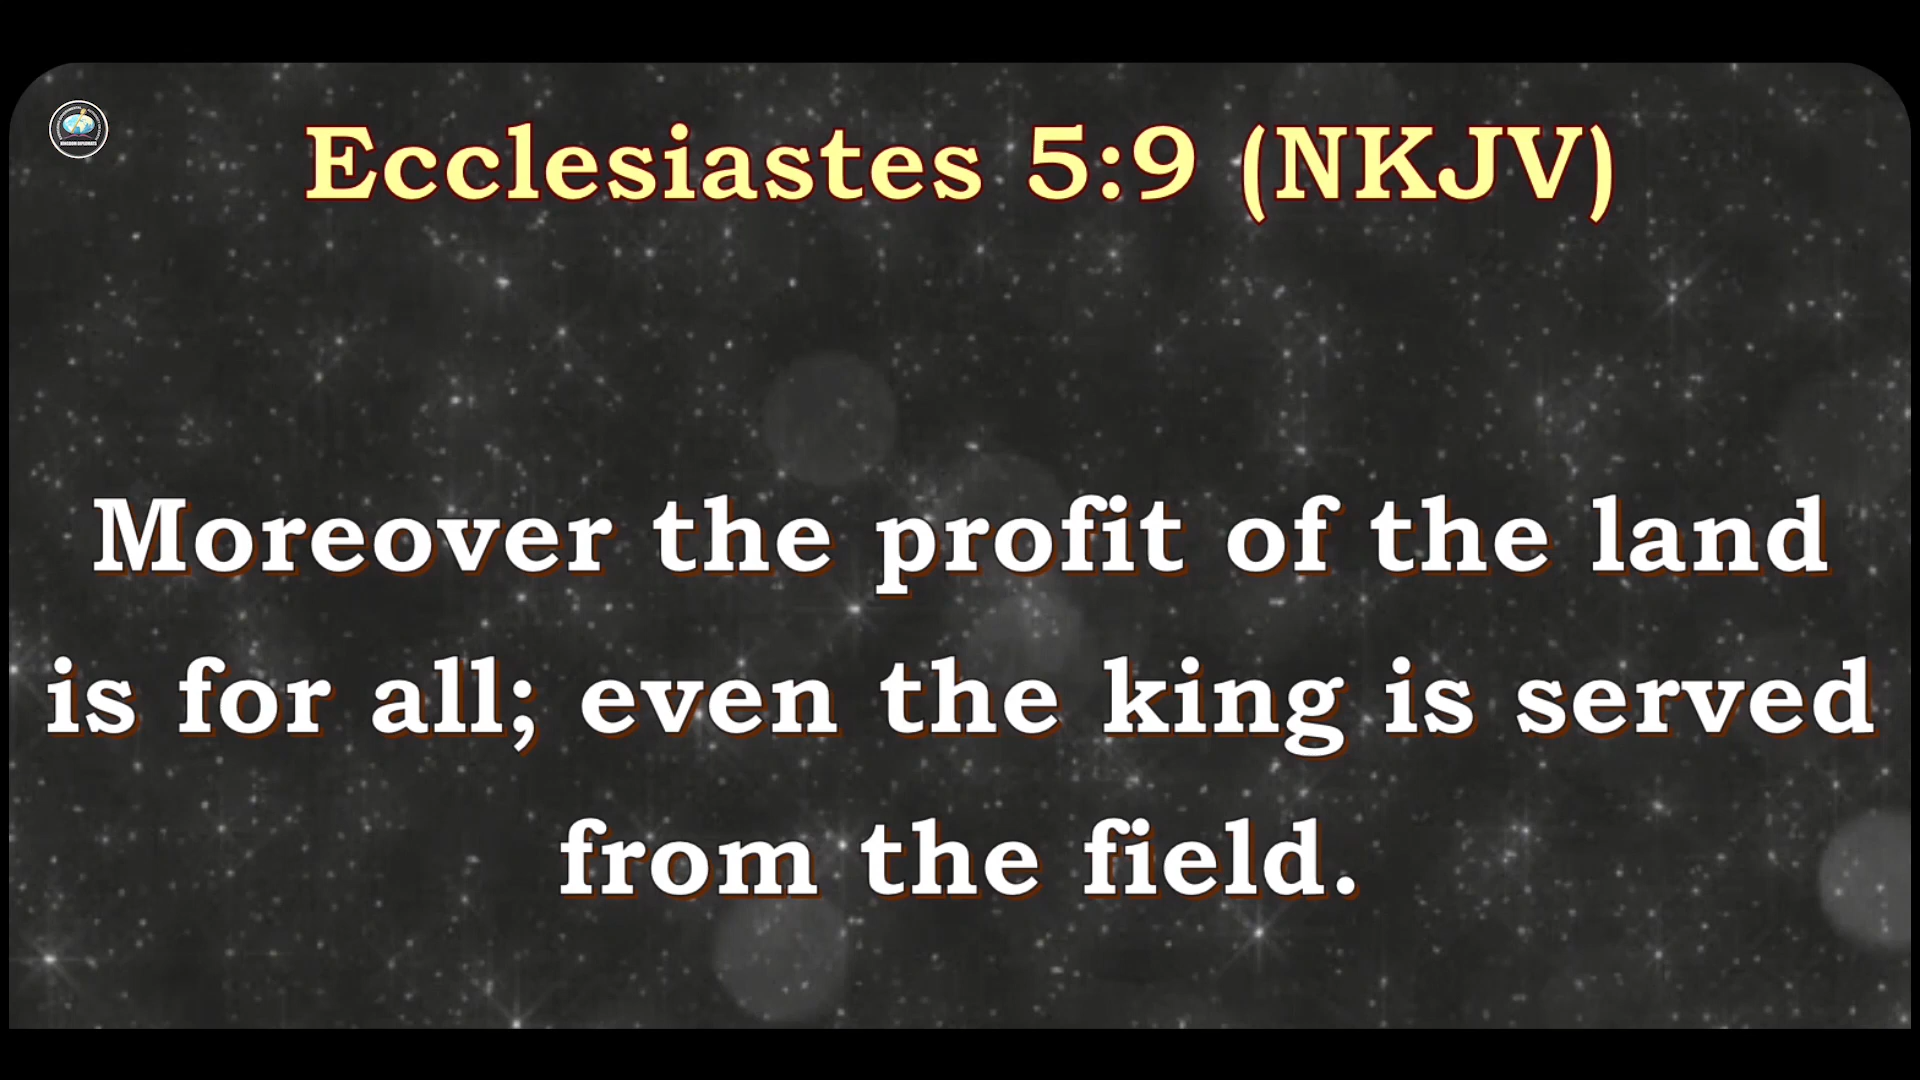 Ecclesiastes 5:9 (NKJV)
Moreover the profit of the land
is for all; even the king is served
from the field.